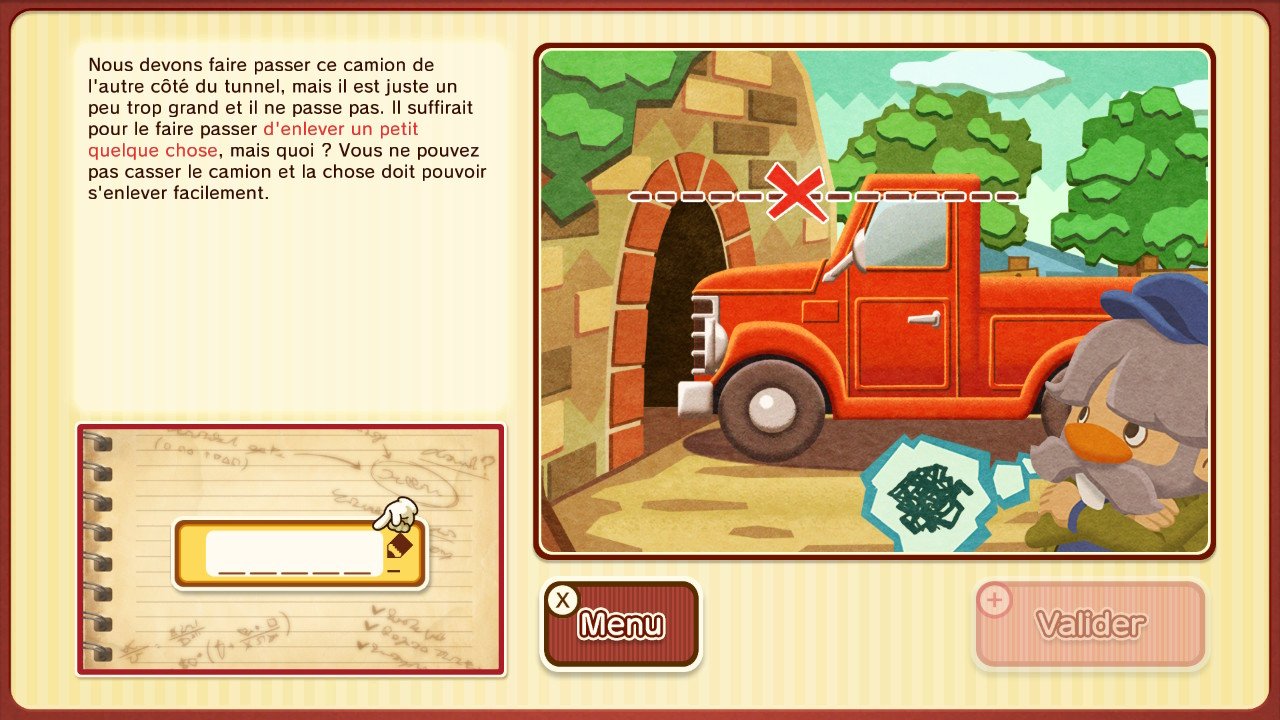 Nous devons faire passer ce camion de
l'autre côté du tunnel, mais il est juste un
peu trop grand et il ne passe pas. Il suffirait
pour le faire passer d'enlever un petit
quelque chose, mais quoi ? Vous ne pouvez
pas casser le camion et la chose doit pouvoir
s'enlever facilement.
X Menu
+ Valider